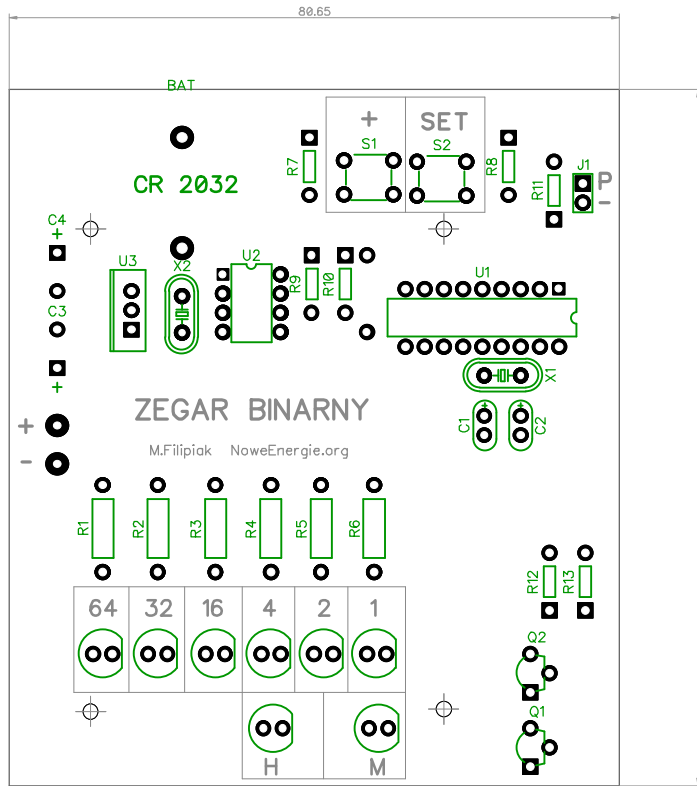 80.65
BAT
+ SET
S1 S2
CR 2032
R7 R8 R11 J1 P
-
C4
+
U3 X2 U2 R9 R10 U1
C3
+
X1
ZEGAR BINARNY
+
C1 + + C2
M.Filipiak NoweEnergie.org
-
R1 R2 R3 R4 R5 R6
R12 R13
64 32 16 4 2 1
Q2
Q1
H M